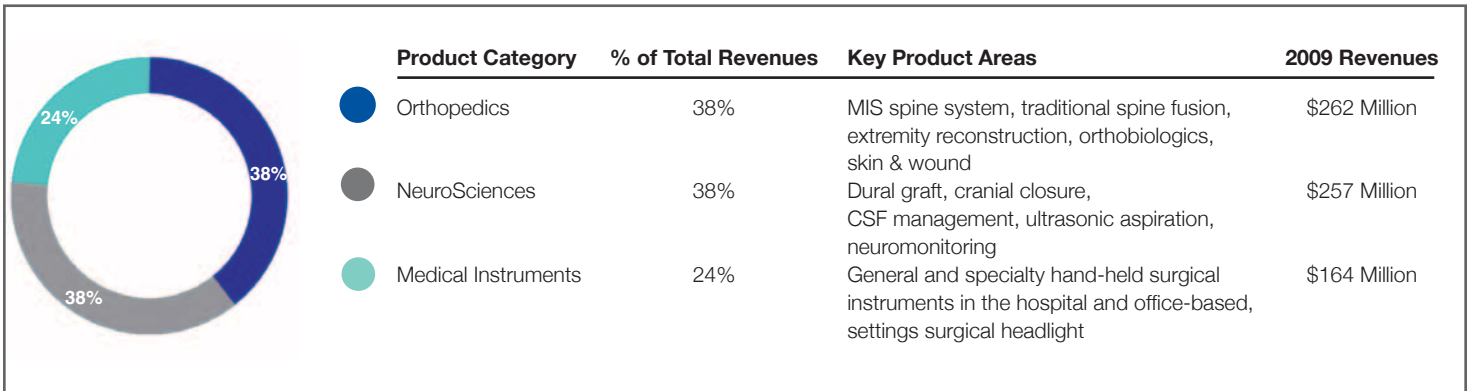 Product Category % of Total Revenues Key Product Areas 2009 Revenues
Orthopedics 38% MIS spine system, traditional spine fusion, $262 Million
extremity reconstruction, orthobiologics,
skin & wound
NeuroSciences 38% Dural graft, cranial closure, $257 Million
CSF management, ultrasonic aspiration,
neuromonitoring
Medical Instruments 24% General and specialty hand-held surgical $164 Million
instruments in the hospital and office-based,
settings surgical headlight
24%
38%
38%